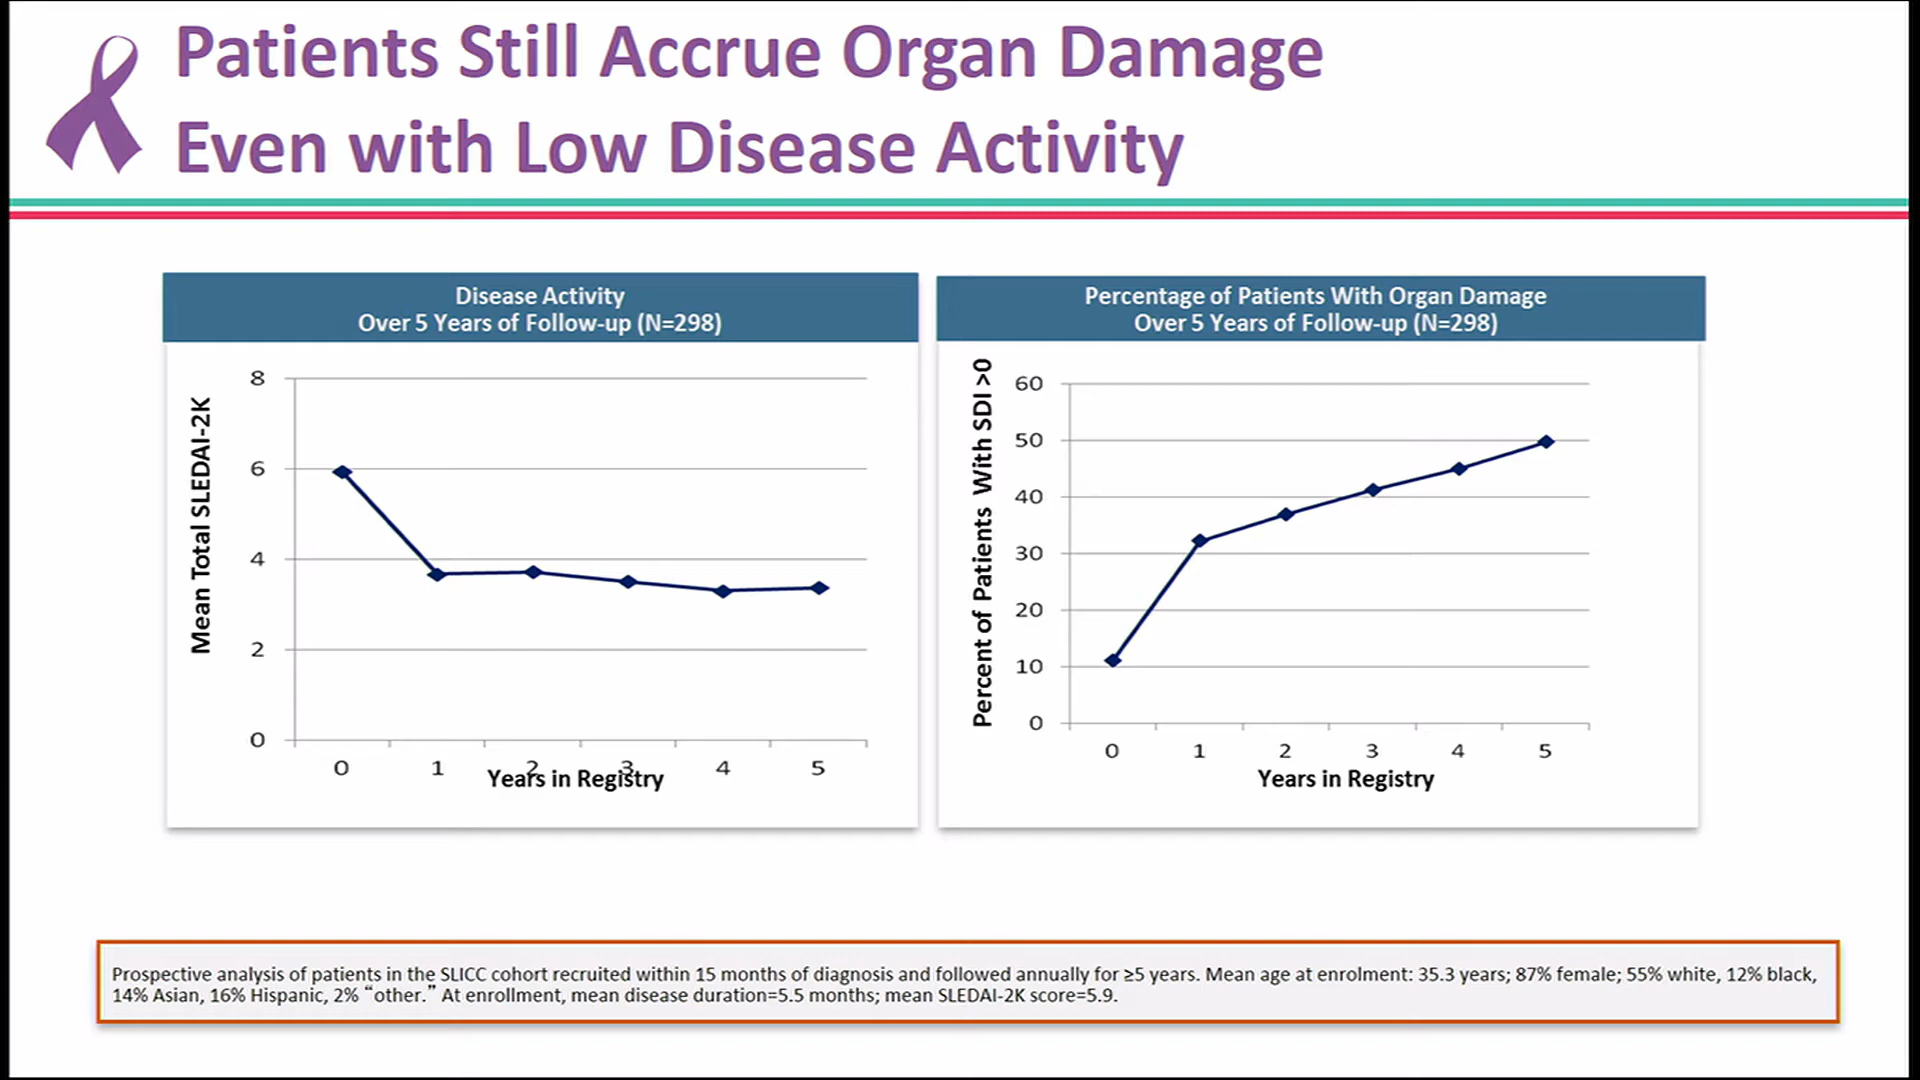 Patients Still Accrue Organ Damage
Even with Low Disease Activity
Disease Activity
Over 5 Years of Follow-up (N=298)
Mean Total SLEDAI-2K
8
6
4
2
0
0 1 2 3 4 5
Years in Registry
Percentage of Patients With Organ Damage
Over 5 Years of Follow-up (N=298)
Percent of Patients With SDI >0
60
50
40
30
20
10
0
0 1 2 3 4 5
Years in Registry
Prospective analysis of patients in the SLICC cohort recruited within 15 months of diagnosis and followed annually for ≥5 years. Mean age at enrolment: 35.3 years; 87% female; 55% white, 12% black,
14% Asian, 16% Hispanic, 2% “other.” At enrollment, mean disease duration=5.5 months; mean SLEDAI-2K score=5.9.